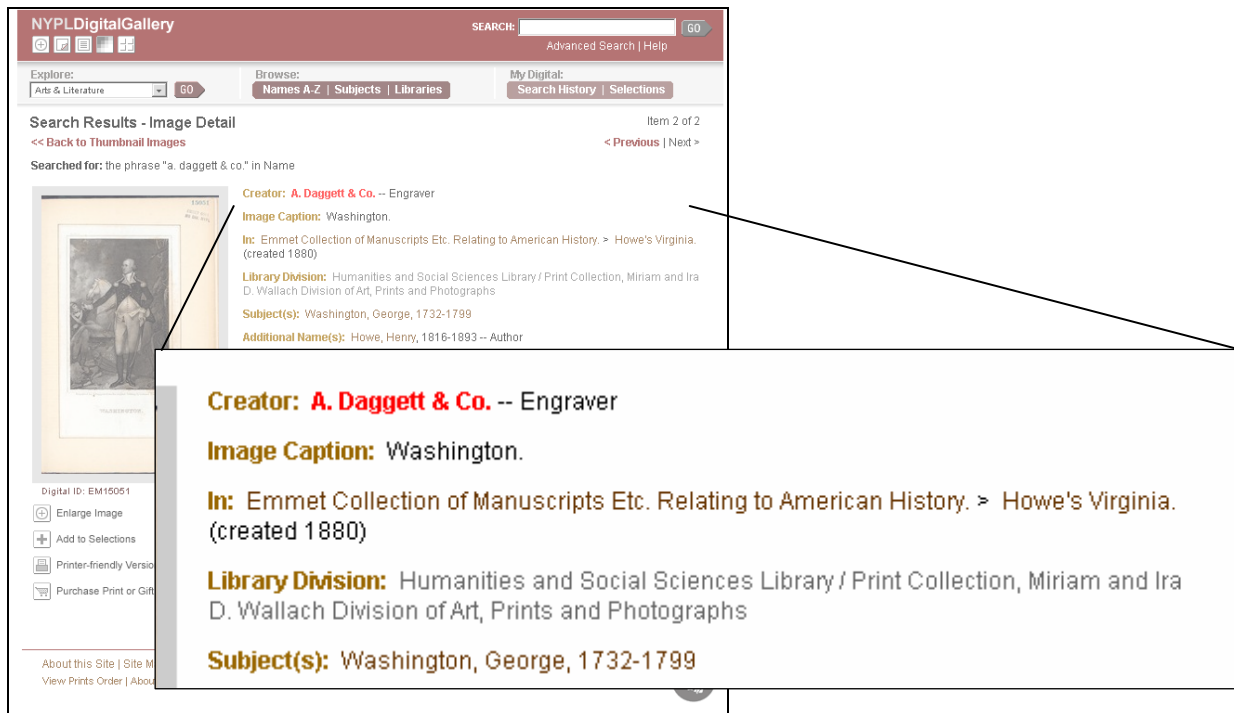 NYPLDigitalGallery
SEARCH: GO
Advanced Search | Help
Explore:
Arts & Literature GO
Browse:
Names A-Z | Subjects | Libraries
My Digital:
Search History | Selections
Search Results - Image Detail
Item 2 of 2
<< Back to Thumbnail Images
< Previous | Next >
Searched for: the phrase "a. daggett & co." in Name
Creator: A. Daggett & Co. -- Engraver
Image Caption: Washington.
In: Emmet Collection of Manuscripts Etc. Relating to American History. > Howe's Virginia.
(created 1880)
Library Division: Humanities and Social Sciences Library / Print Collection, Miriam and Ira
D. Wallach Division of Art, Prints and Photographs
Subject(s): Washington, George, 1732-1799
Additional Name(s): Howe, Henry, 1816-1893 -- Author
Digital ID: EM15051
Enlarge Image
Add to Selections
Printer-friendly Versio
Purchase Print or Gift
About this Site | Site M
View Prints Order | Abou
Creator: A. Daggett & Co. -- Engraver
Image Caption: Washington.
In: Emmet Collection of Manuscripts Etc. Relating to American History. > Howe's Virginia.
(created 1880)
Library Division: Humanities and Social Sciences Library / Print Collection, Miriam and Ira
D. Wallach Division of Art, Prints and Photographs
Subject(s): Washington, George, 1732-1799